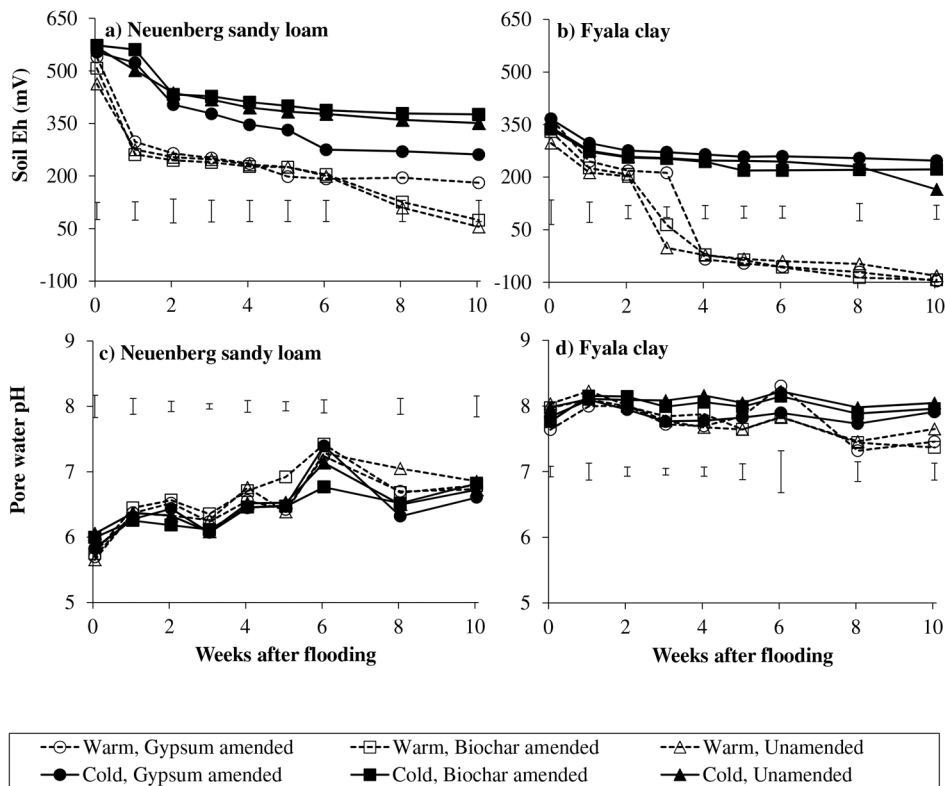 a) Neuenberg sandy loam
b) Fyala clay
650
500
350
200
50
-100
Soil Eh (mV)
0 2 4 6 8 10
650
500
350
200
50
-100
0 2 4 6 8 10
c) Neuenberg sandy loam
d) Fyala clay
9
8
7
6
5
Pore water pH
0 2 4 6 8 10
Weeks after flooding
9
8
7
6
5
0 2 4 6 8 10
Weeks after flooding
Warm, Gypsum amended Warm, Biochar amended Warm, Unamended
Cold, Gypsum amended Cold, Biochar amended Cold, Unamended